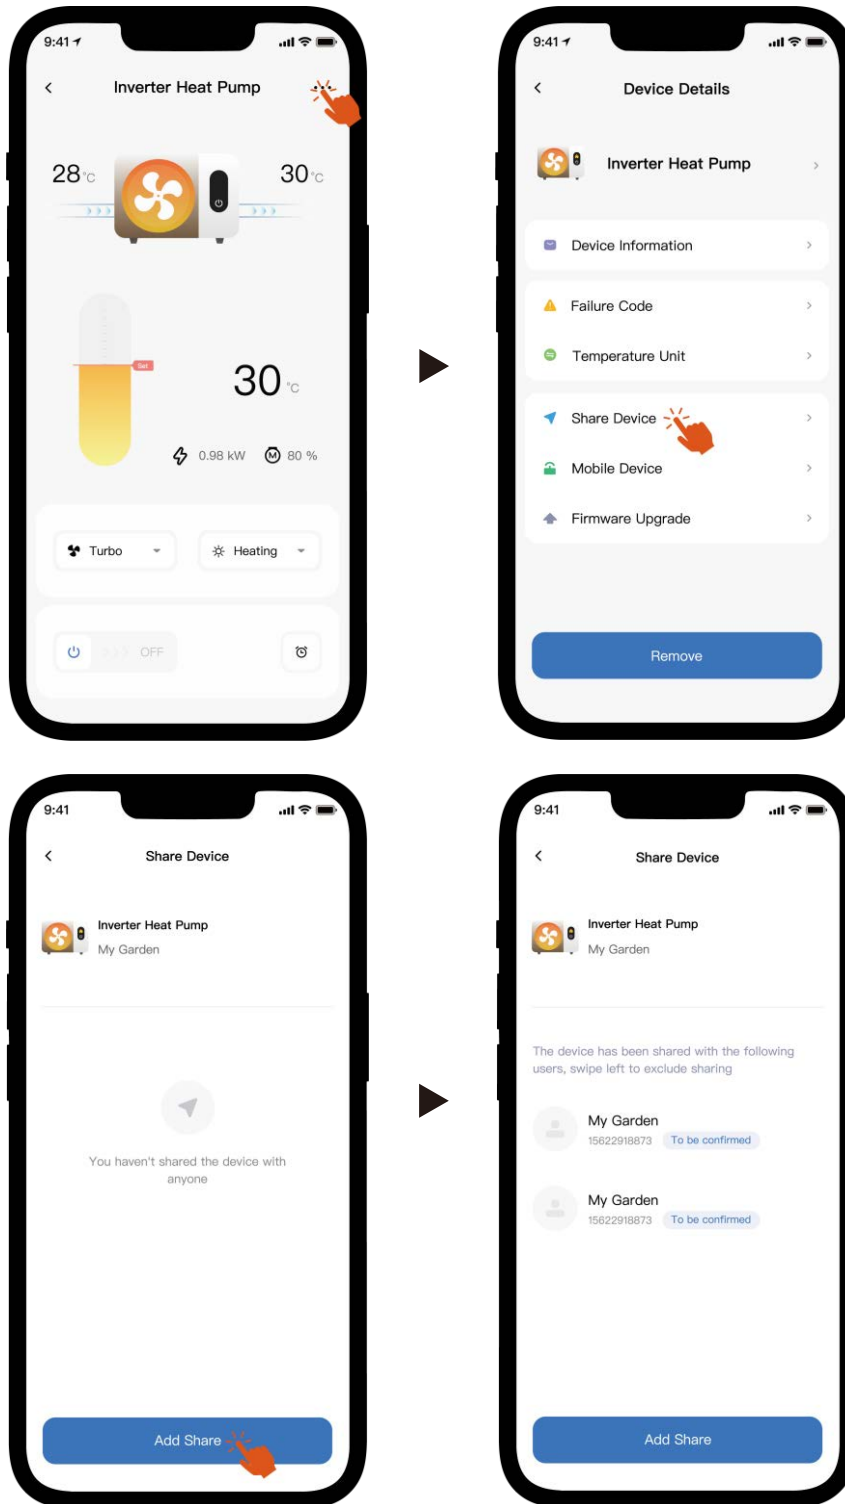 9:41
Inverter Heat Pump
28°C
30°C
Set
30°C
0.98 kW
M
80 %
Turbo
Heating
OFF
9:41
Device Details
Inverter Heat Pump
Device Information
Failure Code
Temperature Unit
Share Device
Mobile Device
Firmware Upgrade
Remove
9:41
Share Device
Inverter Heat Pump
My Garden
You haven't shared the device with
anyone
Add Share
9:41
Share Device
Inverter Heat Pump
My Garden
The device has been shared with the following
users, swipe left to exclude sharing
My Garden
15622918873 To be confirmed
My Garden
15622918873 To be confirmed
Add Share